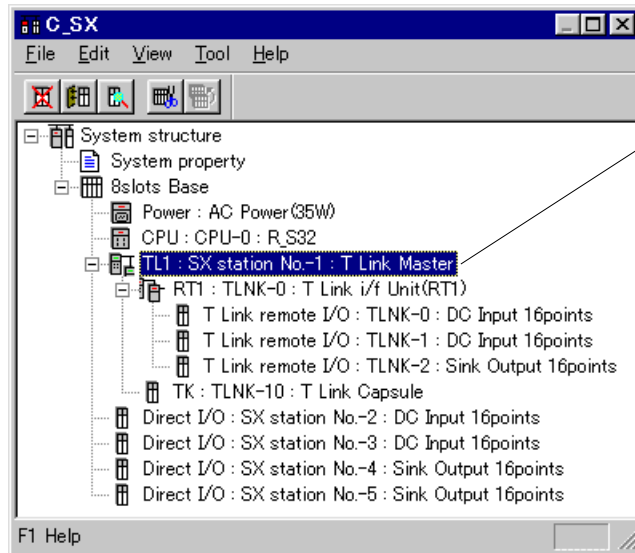 C_SX
File Edit View Tool Help
System structure
System property
8slots Base
Power : AC Power(35W)
CPU : CPU-0 : R_S32
TL1 : SX station No.-1 : T Link Master
RT1 : TLNK-0 : T Link i/f Unit(RT1)
T Link remote I/O : TLNK-0 : DC Input 16points
T Link remote I/O : TLNK-1 : DC Input 16points
T Link remote I/O : TLNK-2 : Sink Output 16points
TK : TLNK-10 : T Link Capsule
Direct I/O : SX station No.-2 : DC Input 16points
Direct I/O : SX station No.-3 : DC Input 16points
Direct I/O : SX station No.-4 : Sink Output 16points
Direct I/O : SX station No.-5 : Sink Output 16points
F1 Help